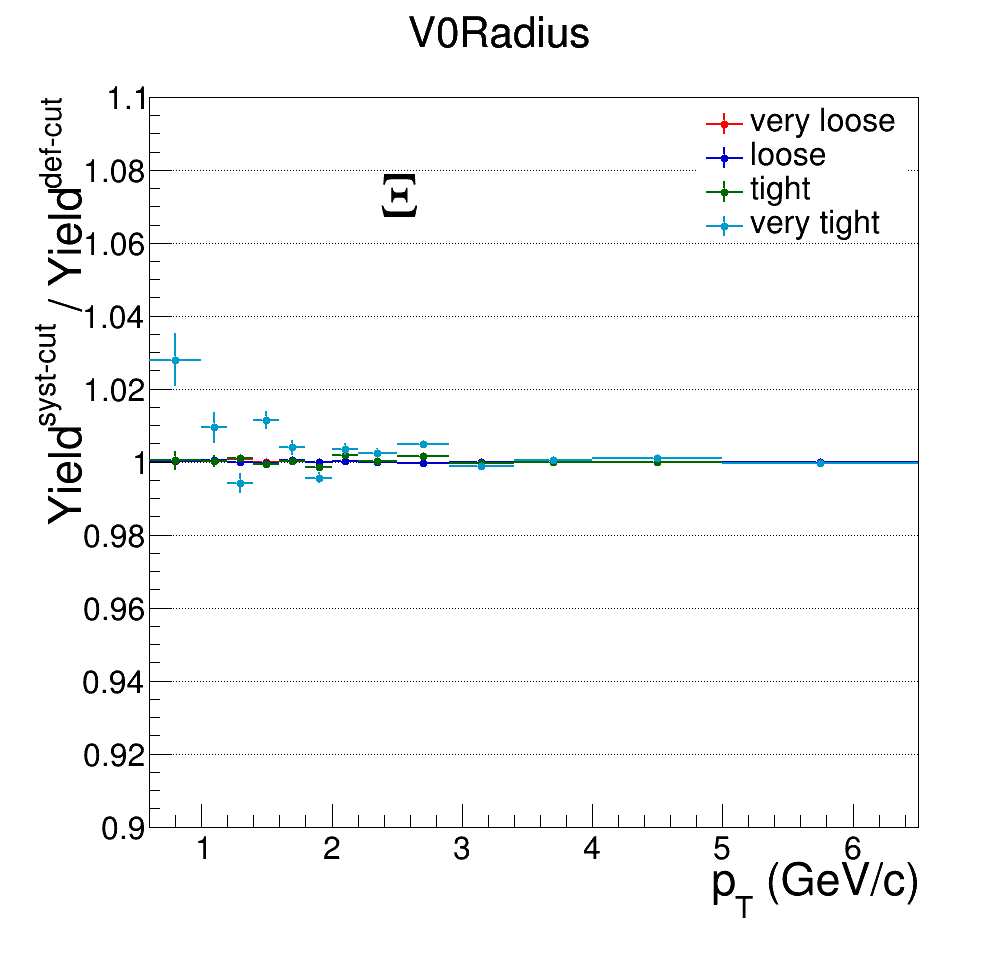 V0Radius
Yield^syst-cut / Yield^def-cut
1.1
1.08
1.06
1.04
1.02
1
0.98
0.96
0.94
0.92
0.9
Ξ
very loose
loose
tight
very tight
1 2 3 4 5 6
p_T (GeV/c)